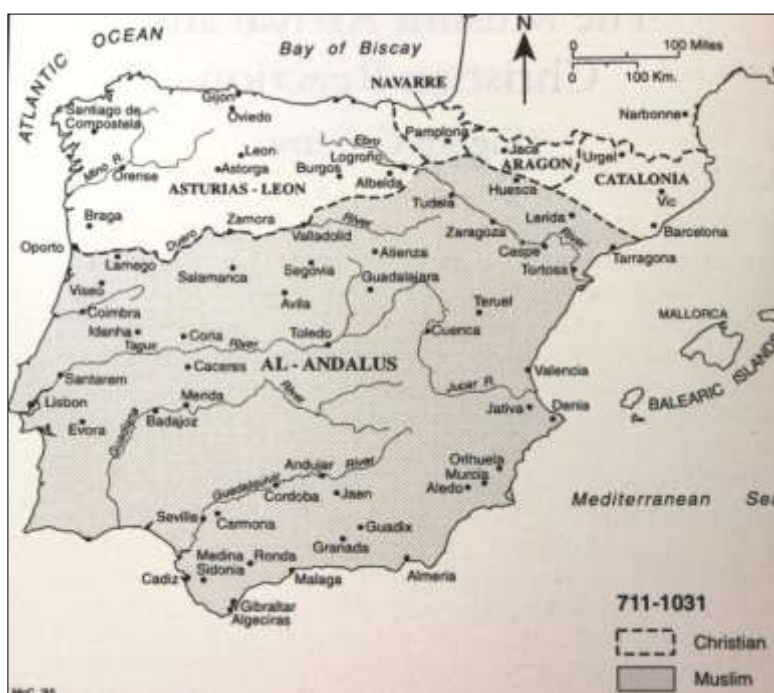 ATLANTIC OCEAN
Bay of Biscay
N
0 100 Miles
0 100 Km.
NAVARRE
Santiago de
Compostela
Gijon
Oviedo
Narbonne
Pamplona
Jaca
ARAGON
Urgel
CATALONIA
Mino R.
Orense
Leon
Astorga
Ebro
Logroño
Burgos
Albelda
ASTURIAS-LEON
Huesca
Vic
Braga
Zamora
Tudela
Lerida
Barcelona
Oporto
Duero
River
Valladolid
Zaragoza
Caspe
River
Tarragona
Lamego
Salamanca
Segovia
Atienza
Guadalajara
Tortosa
Viseo
Avila
Teruel
MALLORCA
Coimbra
Idanha
Coria
Toledo
Cuenca
River
Caceres
AL-ANDALUS
BALEARIC ISLANDS
Santarem
Valencia
Lisbon
Merida
River
Jucar R.
Jativa
Denia
Evora
Badajoz
Guadiana
Andujar
River
Orihuela
Murcia
Aledo
Guadalquivir
Cordoba
Jaen
Mediterranean
Sevilla
Carmona
Guadix
Granada
Medina
Sidonia
Ronda
Cadiz
Malaga
Almeria
Gibraltar
Algeciras
711-1031
Christian
Muslim